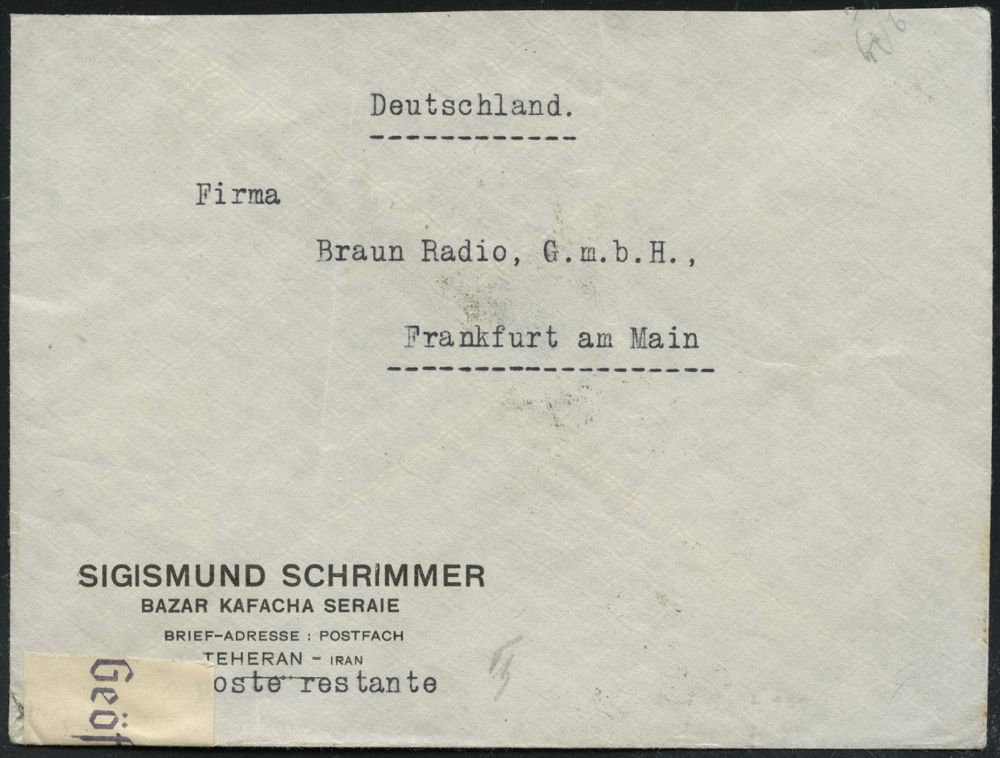 Deutschland.
Firma
Braun Radio, G.m.b.H.,
Frankfurt am Main
SIGISMUND SCHRIMMER
BAZAR KAFACHA SERAIE
BRIEF-ADRESSE : POSTFACH
TEHERAN - IRAN
oste restante
Geöf